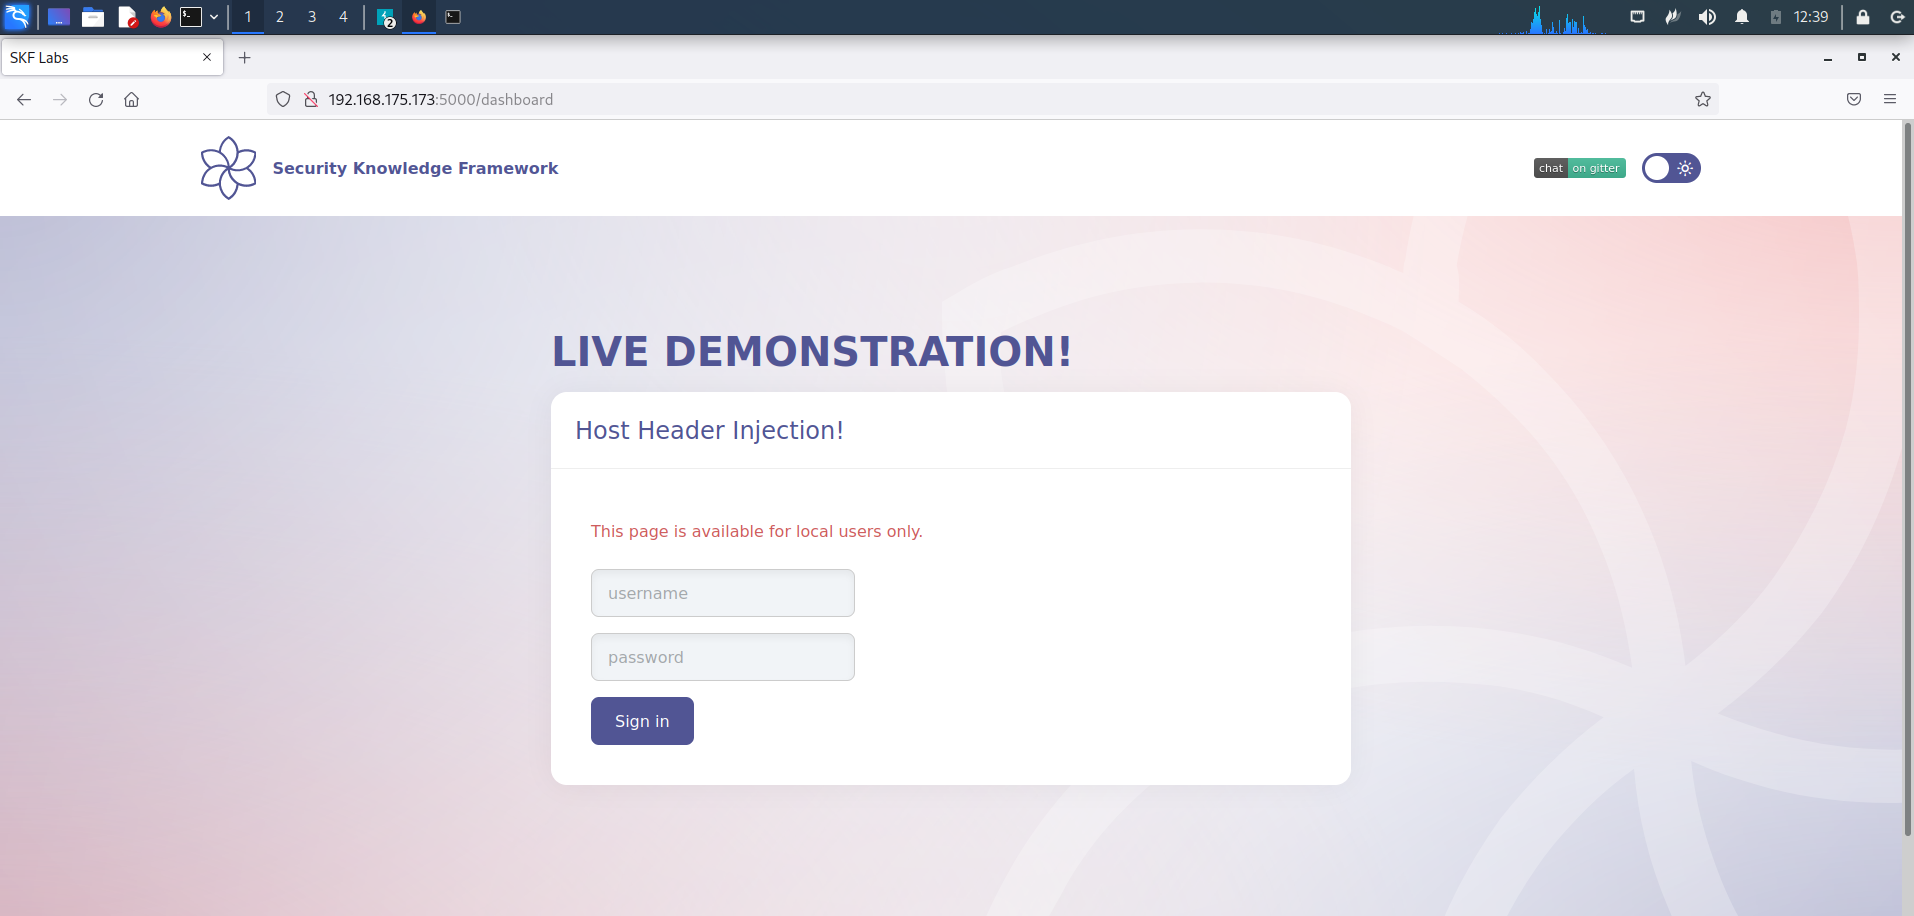 1 2 3 4 2 12:39
SKF Labs
192.168.175.173:5000/dashboard
Security Knowledge Framework
chat on gitter
LIVE DEMONSTRATION!
Host Header Injection!
This page is available for local users only.
username
password
Sign in